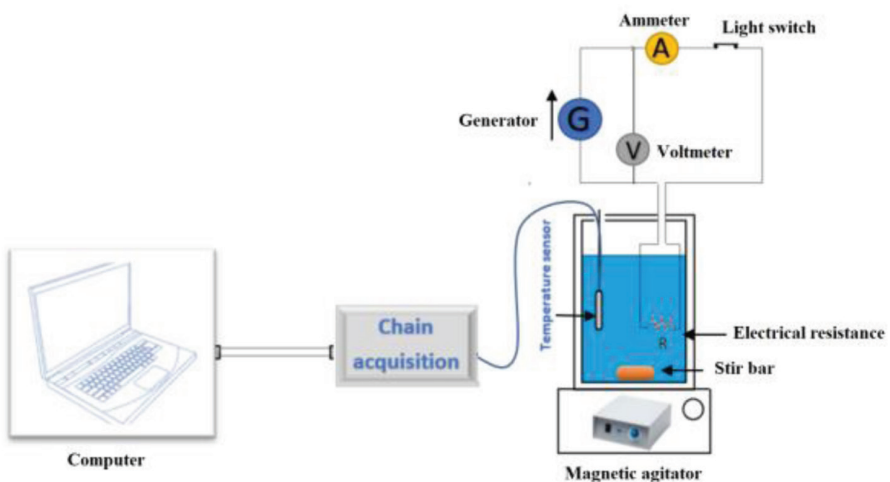 Ammeter
Light switch
A
Generator
G
V
Voltmeter
Temperature sensor
Chain
acquisition
Electrical resistance
R
Stir bar
Computer
Magnetic agitator